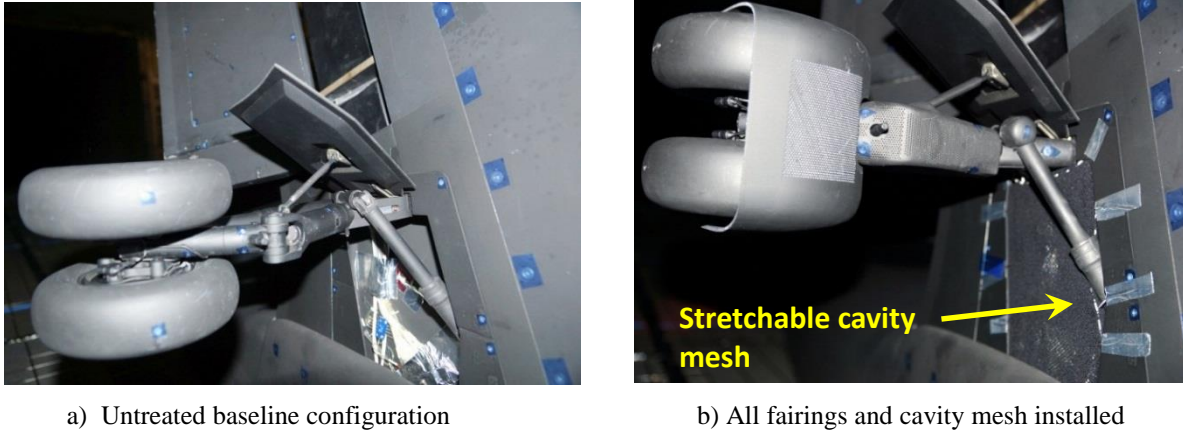 Stretchable cavity
mesh
a) Untreated baseline configuration
b) All fairings and cavity mesh installed